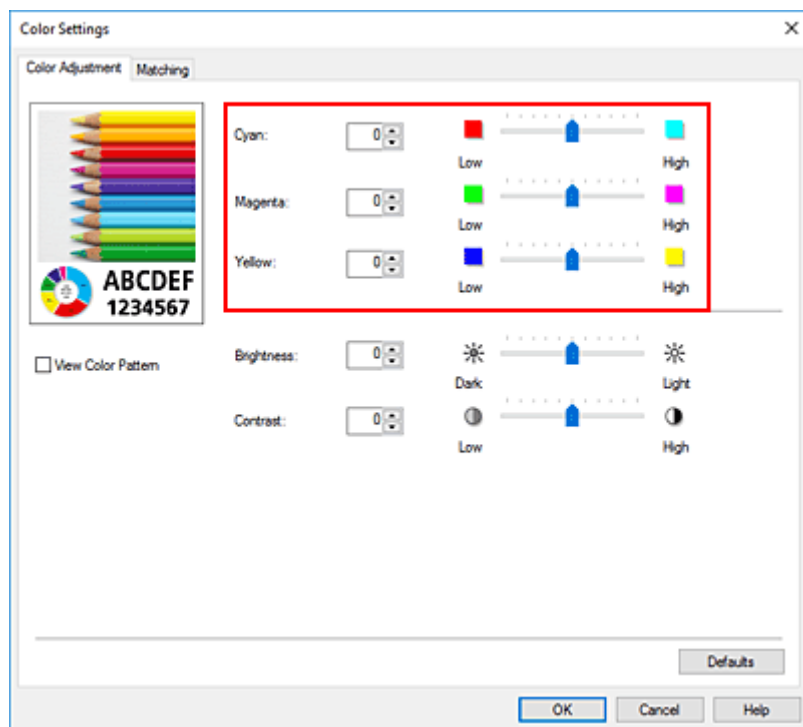 Color Settings
Color Adjustment Matching
Cyan: 0
Low High
Magenta: 0
Low High
Yellow: 0
Low High
ABCDEF
1234567
View Color Pattern
Brightness: 0
Dark Light
Contrast: 0
Low High
Defaults
OK Cancel Help